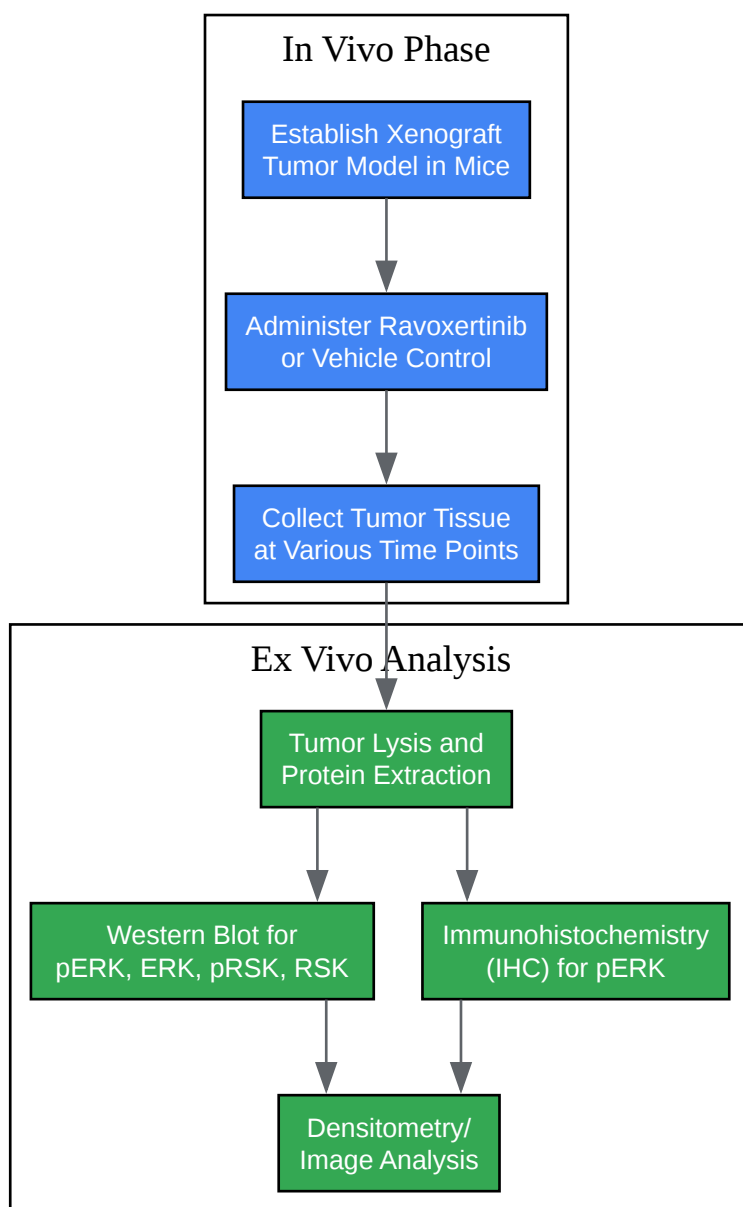 In Vivo Phase
Establish Xenograft
Tumor Model in Mice
Administer Ravoxertinib
or Vehicle Control
Collect Tumor Tissue
at Various Time Points
Ex Vivo Analysis
Tumor Lysis and
Protein Extraction
Western Blot for
pERK, ERK, pRSK, RSK
Immunohistochemistry
(IHC) for pERK
Densitometry/
Image Analysis